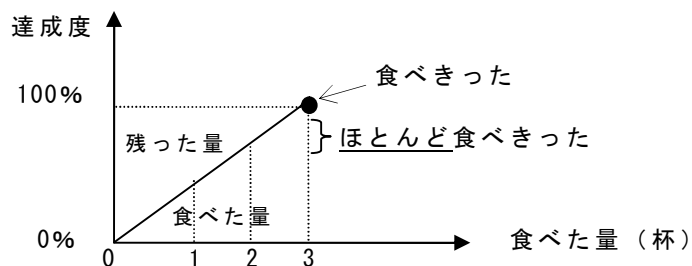 達成度
食べきった
100%
ほとんど食べきった
残った量
食べた量
0%
0 1 2 3
食べた量（杯）